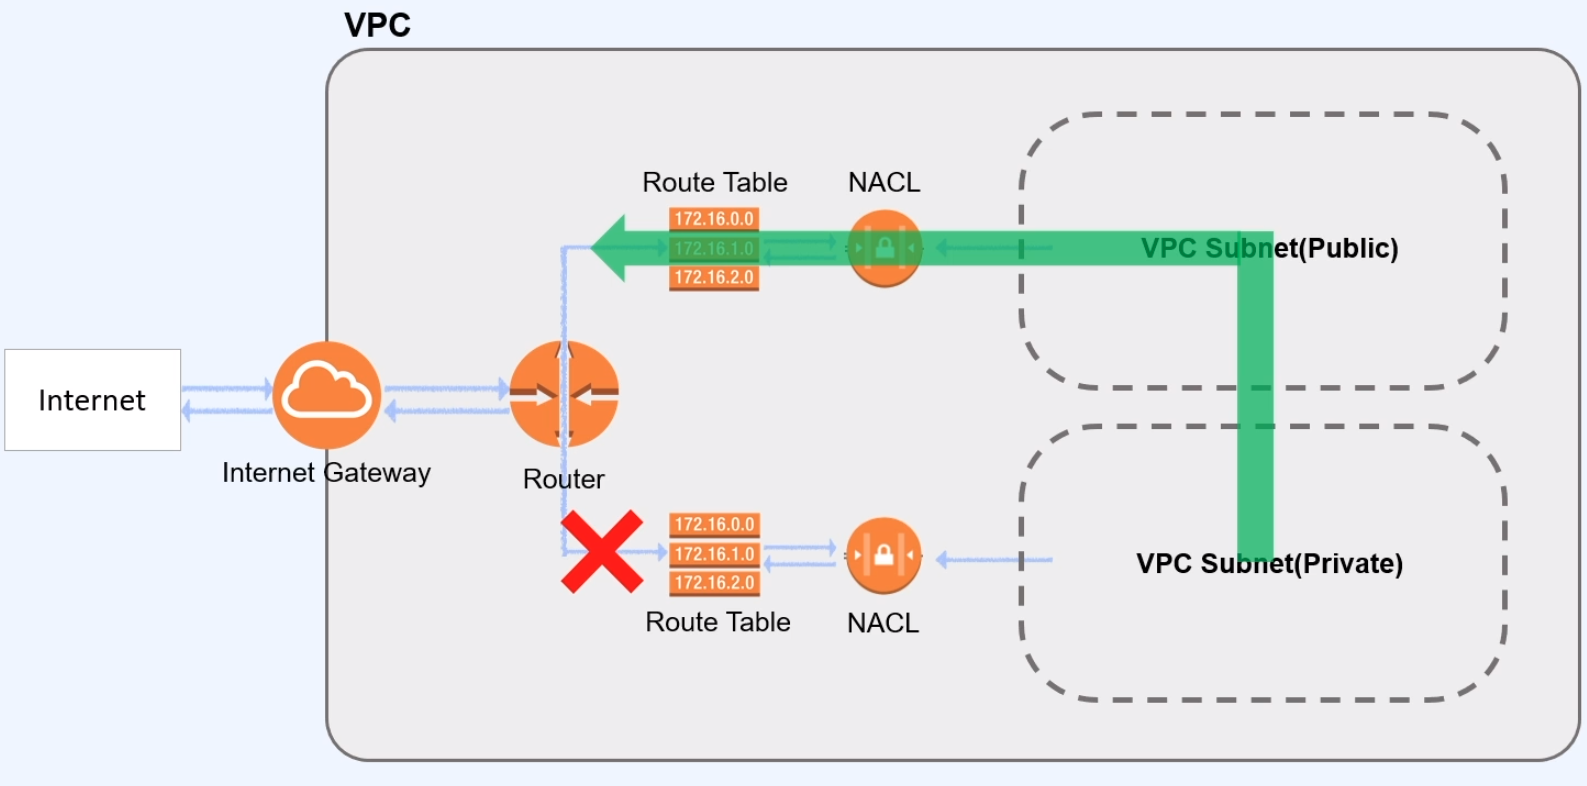 VPC
Route Table
NACL
172.16.0.0
172.16.1.0
172.16.2.0
VPC Subnet(Public)
Internet
Internet Gateway
Router
172.16.0.0
172.16.1.0
172.16.2.0
VPC Subnet(Private)
Route Table
NACL